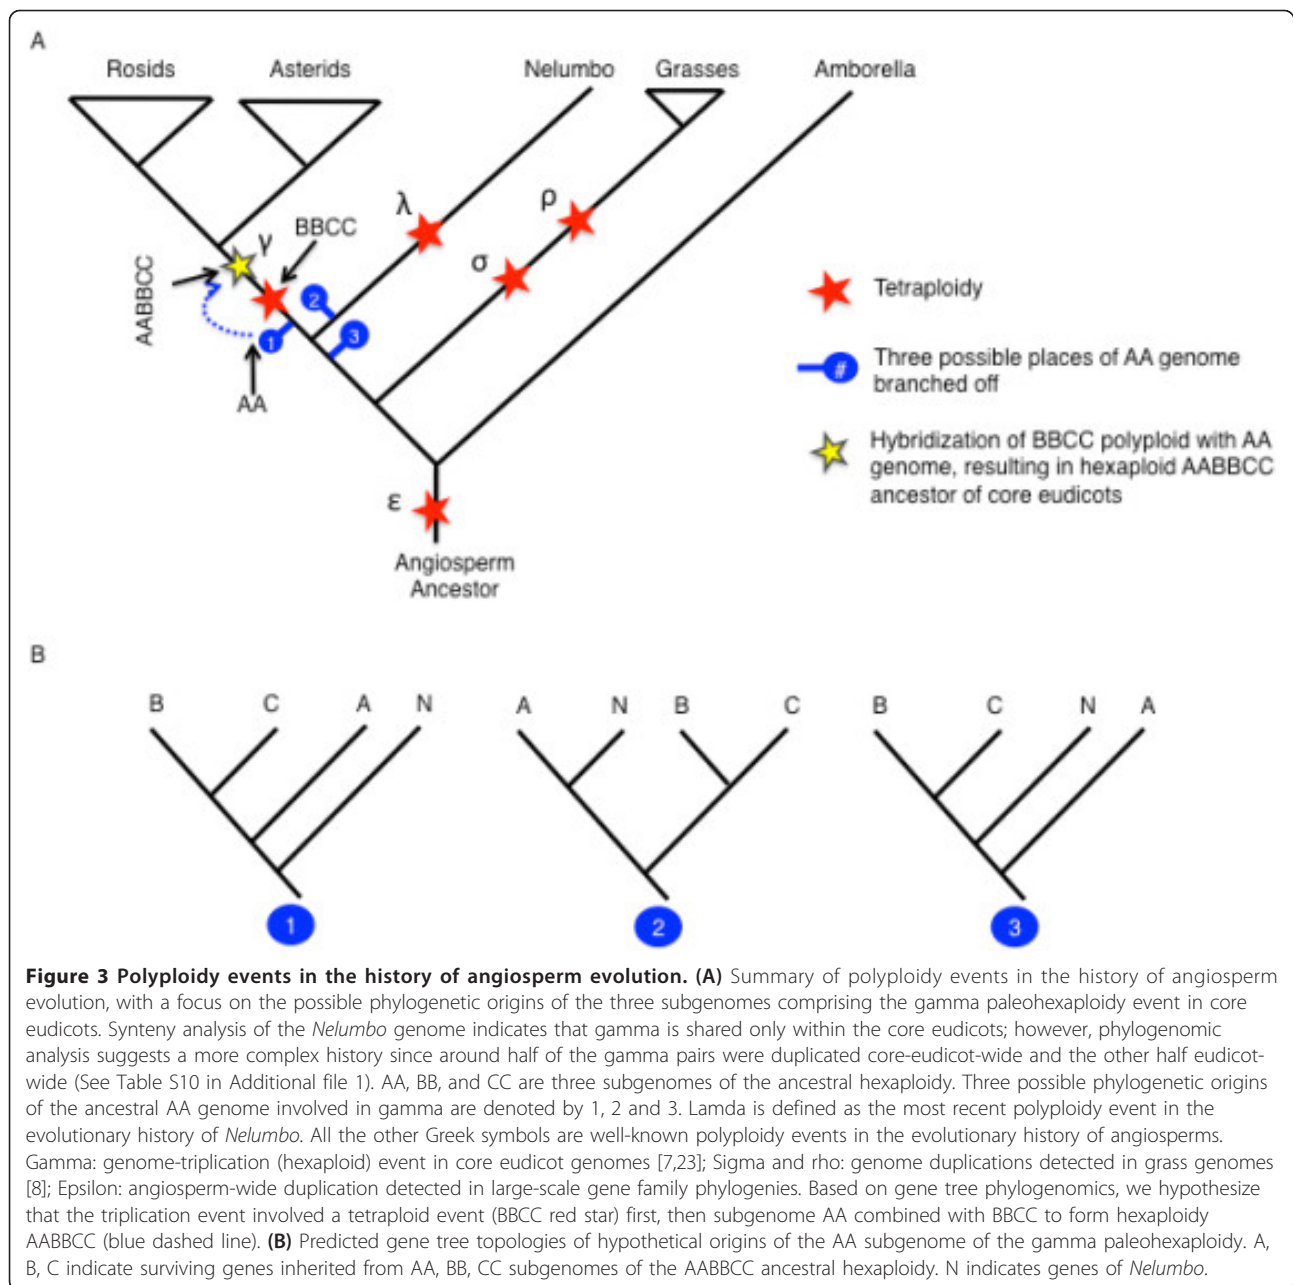 A
Rosids Asterids Nelumbo Grasses Amborella
λ ρ
BBCC
γ σ
AABBCC
2
1 3
AA
ε
Angiosperm
Ancestor
Tetraploidy
# Three possible places of AA genome
branched off
Hybridization of BBCC polyploid with AA
genome, resulting in hexaploid AABBCC
ancestor of core eudicots
B
B C A N A N B C B C N A
1 2 3
Figure 3 Polyploidy events in the history of angiosperm evolution. (A) Summary of polyploidy events in the history of angiosperm
evolution, with a focus on the possible phylogenetic origins of the three subgenomes comprising the gamma paleohexaploidy event in core
eudicots. Synteny analysis of the Nelumbo genome indicates that gamma is shared only within the core eudicots; however, phylogenomic
analysis suggests a more complex history since around half of the gamma pairs were duplicated core-eudicot-wide and the other half eudicot-
wide (See Table S10 in Additional file 1). AA, BB, and CC are three subgenomes of the ancestral hexaploidy. Three possible phylogenetic origins
of the ancestral AA genome involved in gamma are denoted by 1, 2 and 3. Lamda is defined as the most recent polyploidy event in the
evolutionary history of Nelumbo. All the other Greek symbols are well-known polyploidy events in the evolutionary history of angiosperms.
Gamma: genome-triplication (hexaploid) event in core eudicot genomes [7,23]; Sigma and rho: genome duplications detected in grass genomes
[8]; Epsilon: angiosperm-wide duplication detected in large-scale gene family phylogenies. Based on gene tree phylogenomics, we hypothesize
that the triplication event involved a tetraploid event (BBCC red star) first, then subgenome AA combined with BBCC to form hexaploidy
AABBCC (blue dashed line). (B) Predicted gene tree topologies of hypothetical origins of the AA subgenome of the gamma paleohexaploidy. A,
B, C indicate surviving genes inherited from AA, BB, CC subgenomes of the AABBCC ancestral hexaploidy. N indicates genes of Nelumbo.